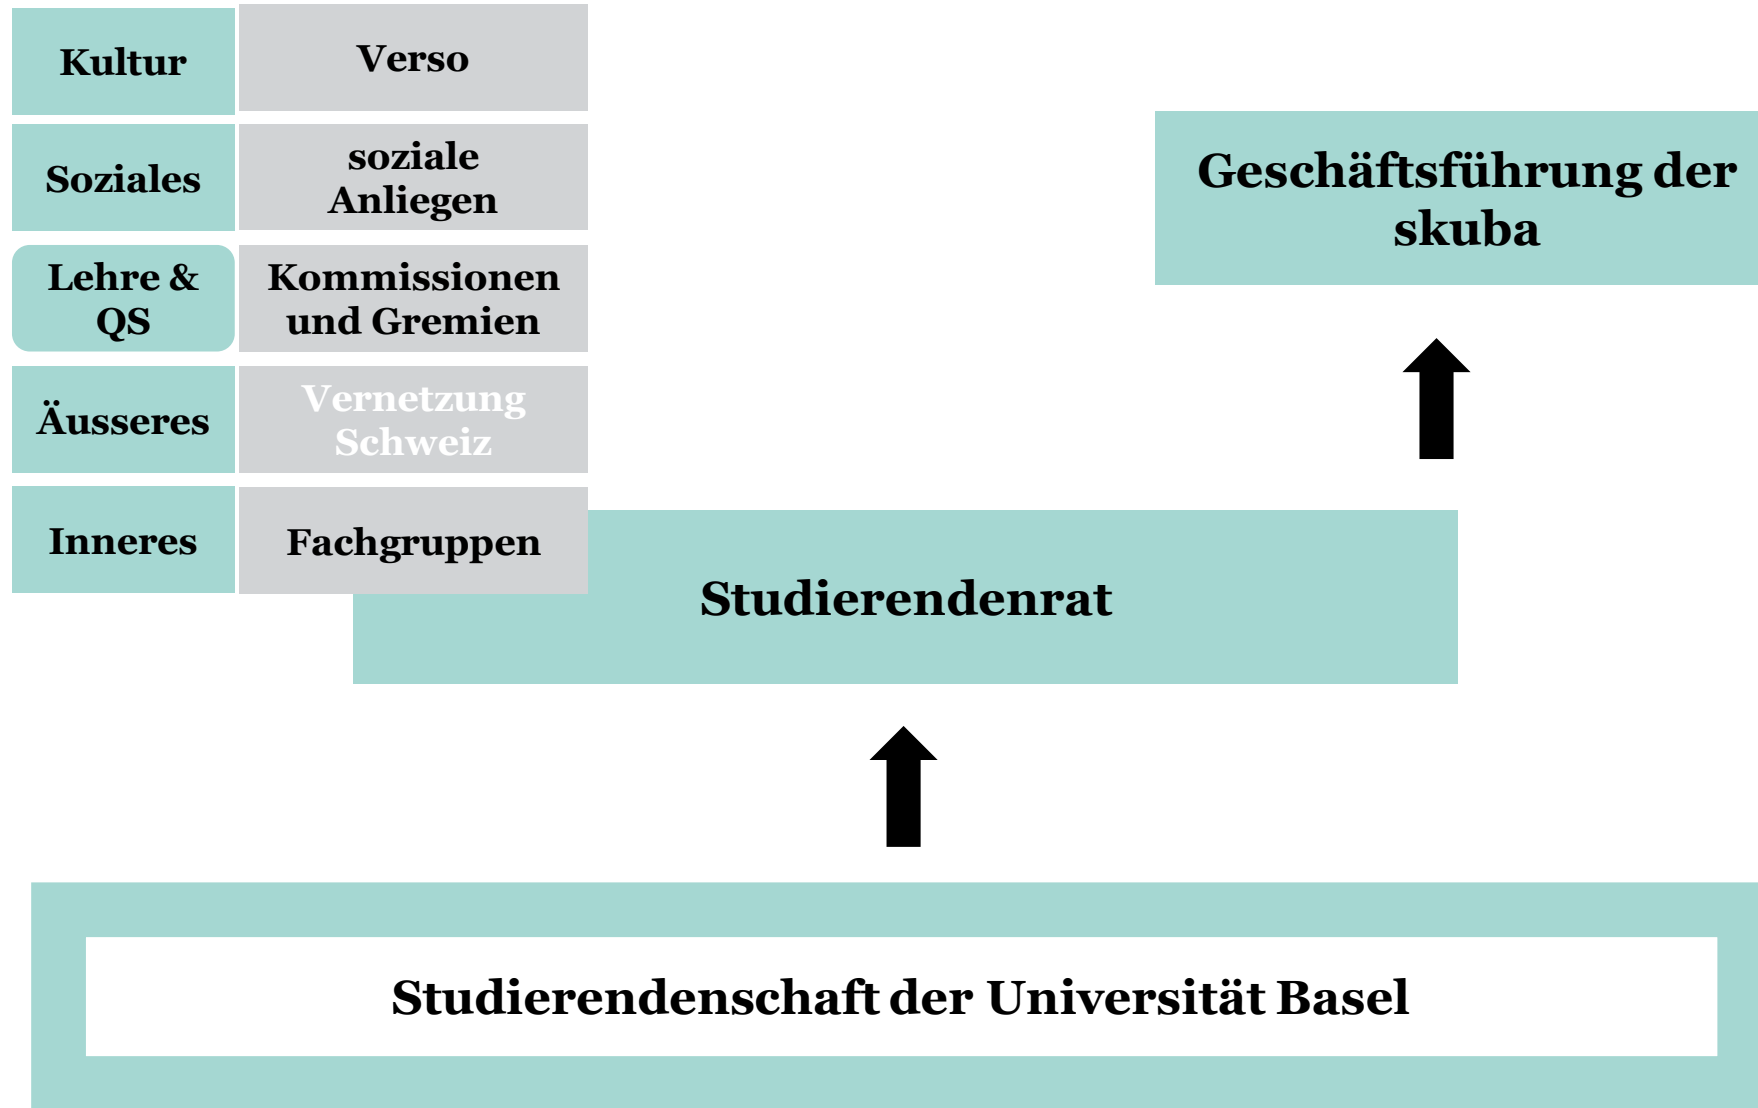 Kultur
Verso
Soziales
soziale
Anliegen
Lehre &
QS
Kommissionen
und Gremien
Äusseres
Vernetzung
Schweiz
Inneres
Fachgruppen
Geschäftsführung der
skuba
Studierendenrat
Studierendenschaft der Universität Basel